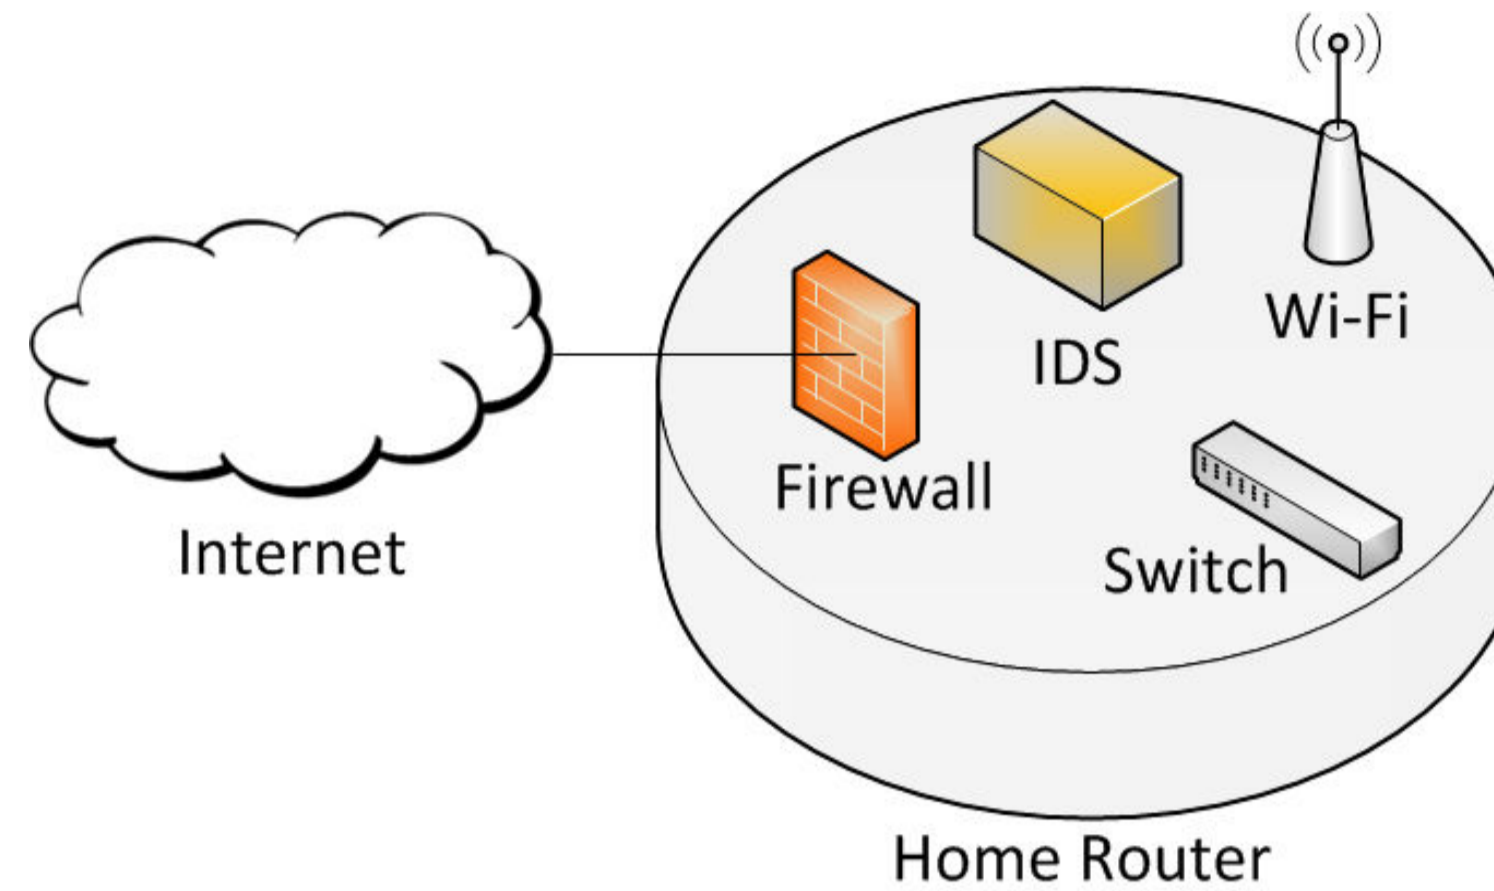 Internet
Firewall
IDS
Wi-Fi
Switch
Home Router